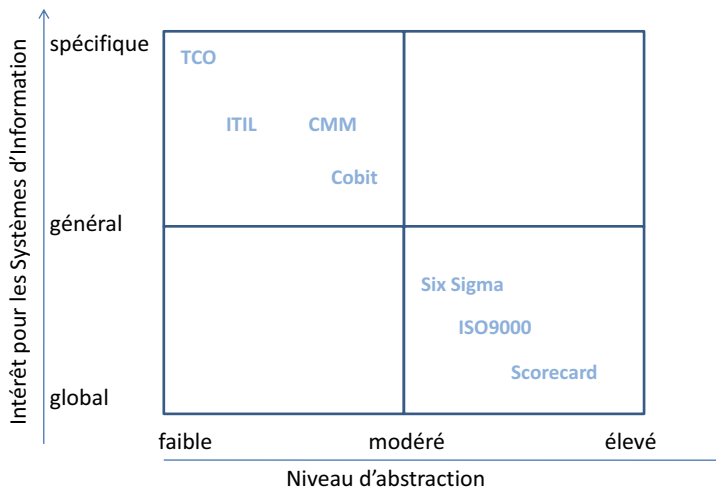 Intérêt pour les Systèmes d'Information
spécifique
TCO
ITIL CMM
Cobit
général
Six Sigma
ISO9000
Scorecard
global
faible modéré élevé
Niveau d'abstraction